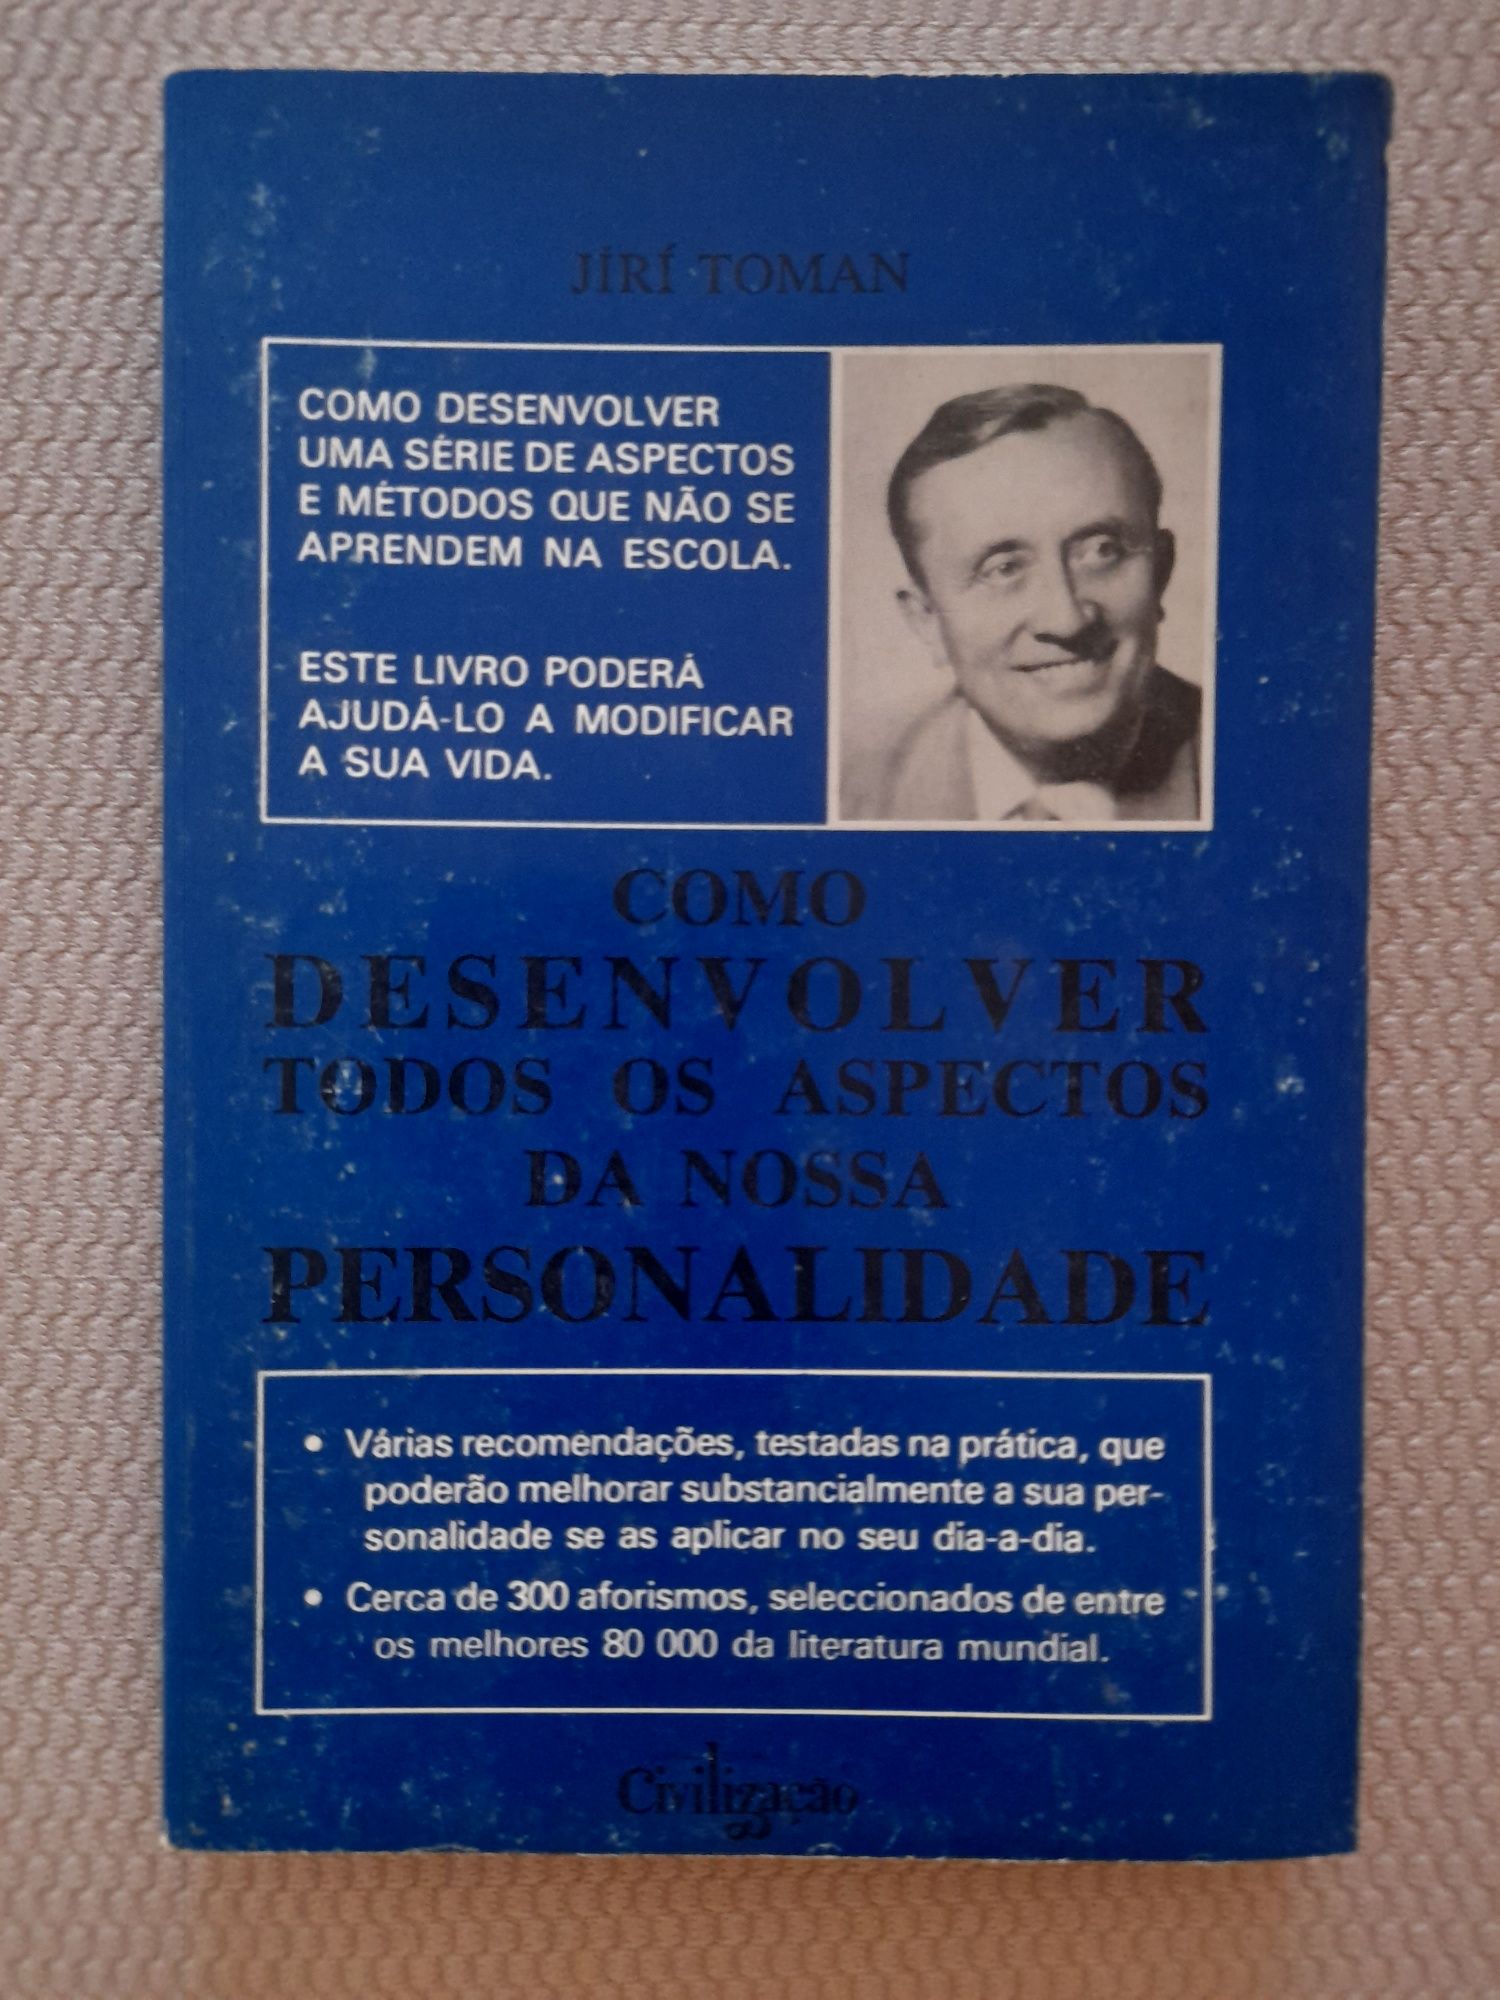 JÍRÍ TOMAN
COMO DESENVOLVER
UMA SÉRIE DE ASPECTOS
E MÉTODOS QUE NÃO SE
APRENDEM NA ESCOLA.
ESTE LIVRO PODERÁ
AJUDÁ-LO A MODIFICAR
A SUA VIDA.
COMO
DESENVOLVER
TODOS OS ASPECTOS
DA NOSSA
PERSONALIDADE
• Várias recomendações, testadas na prática, que
poderão melhorar substancialmente a sua per-
sonalidade se as aplicar no seu dia-a-dia.
• Cerca de 300 aforismos, seleccionados de entre
os melhores 80 000 da literatura mundial.
Civilização